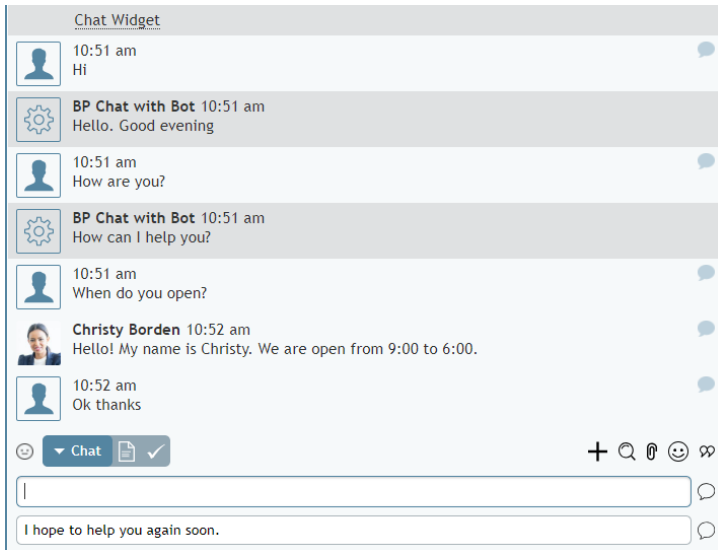 Chat Widget
10:51 am
Hi
BP Chat with Bot 10:51 am
Hello. Good evening
10:51 am
How are you?
BP Chat with Bot 10:51 am
How can I help you?
10:51 am
When do you open?
Christy Borden 10:52 am
Hello! My name is Christy. We are open from 9:00 to 6:00.
10:52 am
Ok thanks
Chat
I hope to help you again soon.